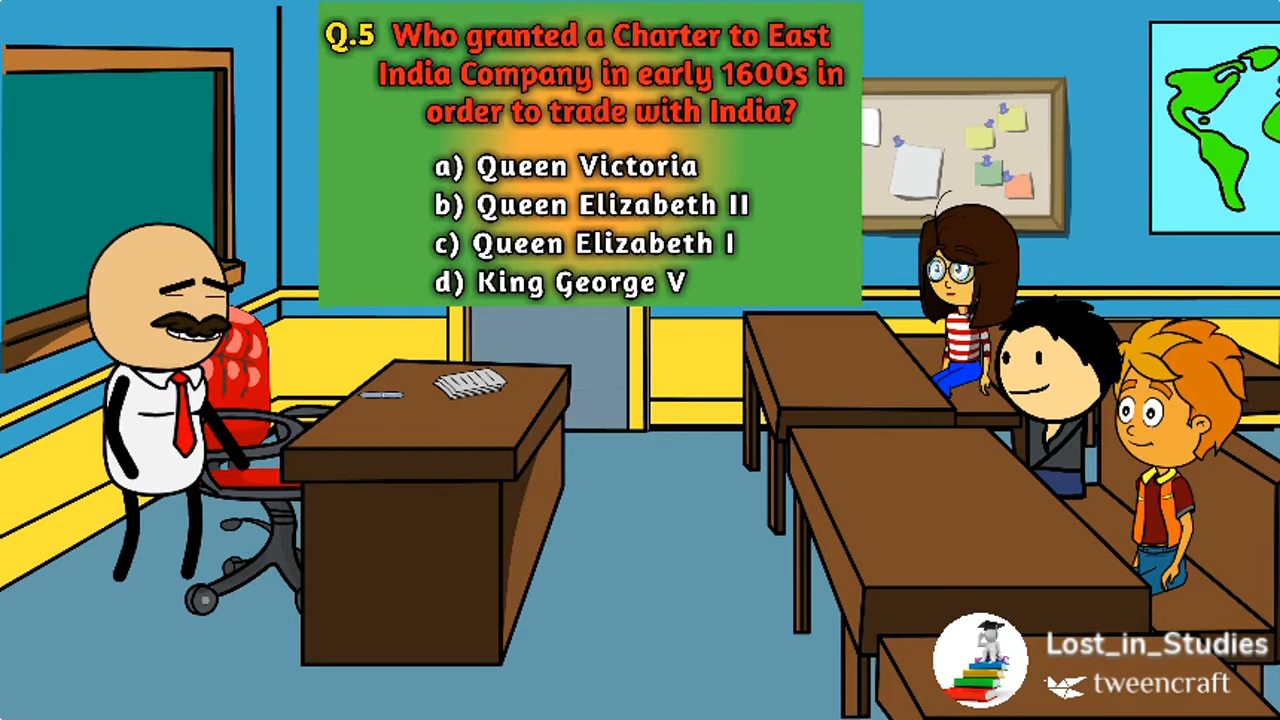 Q.5 Who granted a Charter to East
India Company in early 1600s in
order to trade with India?
a) Queen Victoria
b) Queen Elizabeth II
c) Queen Elizabeth I
d) King George V
Lost_in_Studies
tweencraft